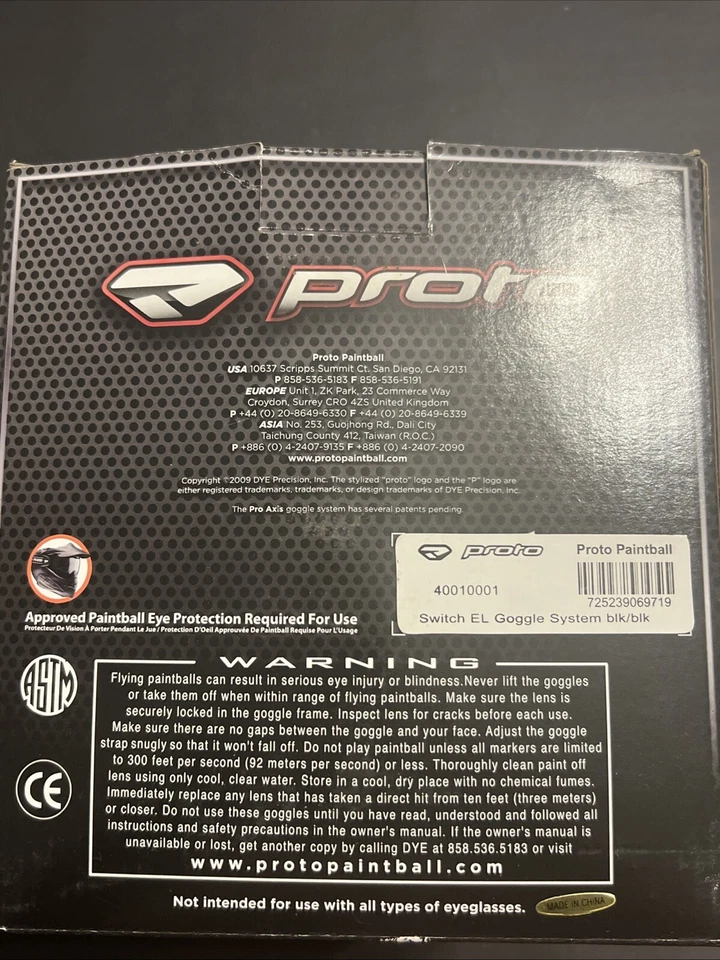 proto
Proto Paintball
USA 10637 Scripps Summit Ct. San Diego, CA 92131
P 858-536-5183 F 858-536-5191
EUROPE Unit 1, ZK Park, 23 Commerce Way
Croydon, Surrey CRO 4ZS United Kingdom
P +44 (0) 20-8649-6330 F +44 (0) 20-8649-6339
ASIA No. 253, Guojhong Rd., Dali City
Taichung County 412, Taiwan (R.O.C.)
P +886 (0) 4-2407-9135 F +886 (0) 4-2407-2090
www.protopaintball.com
Copyright ©2009 DYE Precision, Inc. The stylized "proto" logo and the "P" logo are
either registered trademarks, trademarks, or design trademarks of DYE Precision, Inc.
The Pro Axis goggle system has several patents pending
proto Proto Paintball
40010001
725239069719
Switch EL Goggle System blk/blk
Approved Paintball Eye Protection Required For Use
Protecteur De Vision À Porter Pendant Le Jue / Protection D'Oeil Approuvée De Paintball Requise Pour L'Usage
ASTM
CE
WARNING
Flying paintballs can result in serious eye injury or blindness.Never lift the goggles
or take them off when within range of flying paintballs. Make sure the lens is
securely locked in the goggle frame. Inspect lens for cracks before each use.
Make sure there are no gaps between the goggle and your face. Adjust the goggle
strap snugly so that it won't fall off. Do not play paintball unless all markers are limited
to 300 feet per second (92 meters per second) or less. Thoroughly clean paint off
lens using only cool, clear water. Store in a cool, dry place with no chemical fumes.
Immediately replace any lens that has taken a direct hit from ten feet (three meters)
or closer. Do not use these goggles until you have read, understood and followed all
instructions and safety precautions in the owner's manual. If the owner's manual is
unavailable or lost, get another copy by calling DYE at 858.536.5183 or visit
www.protopaintball.com
Not intended for use with all types of eyeglasses.
MADE IN CHINA